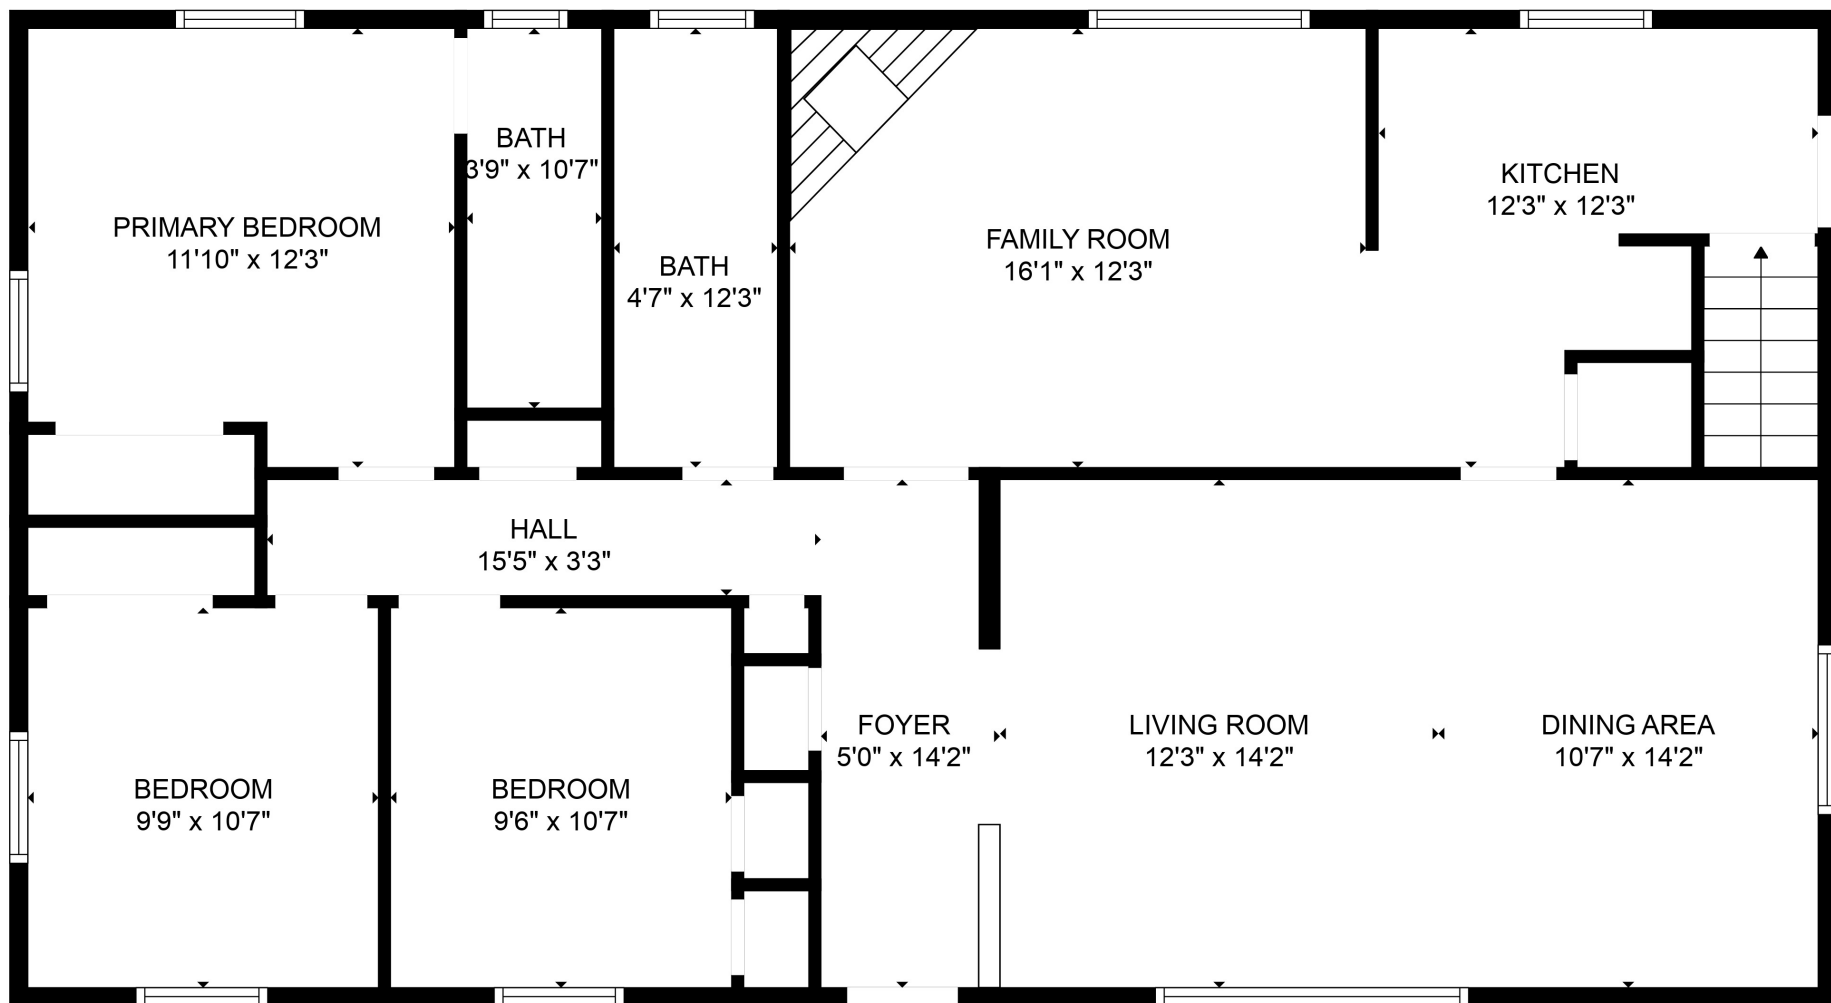 BATH
3'9" x 10'7"
KITCHEN
12'3" x 12'3"
PRIMARY BEDROOM
11'10" x 12'3"
FAMILY ROOM
16'1" x 12'3"
BATH
4'7" x 12'3"
HALL
15'5" x 3'3"
FOYER
5'0" x 14'2"
LIVING ROOM
12'3" x 14'2"
DINING AREA
10'7" x 14'2"
BEDROOM
9'9" x 10'7"
BEDROOM
9'6" x 10'7"